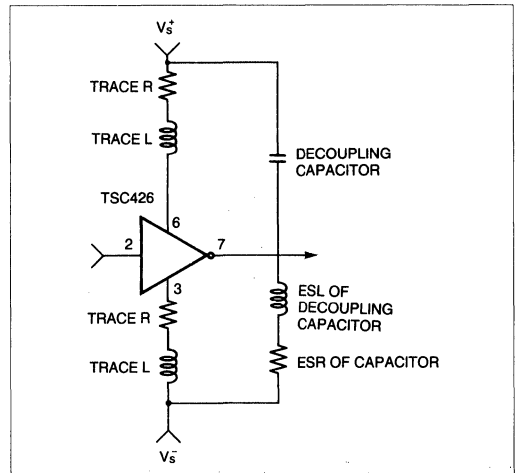 V_S^+
TRACE R
TRACE L
DECOUPLING
CAPACITOR
TSC426
6
2
7
3
ESL OF
DECOUPLING
CAPACITOR
TRACE R
TRACE L
ESR OF CAPACITOR
V_S^-